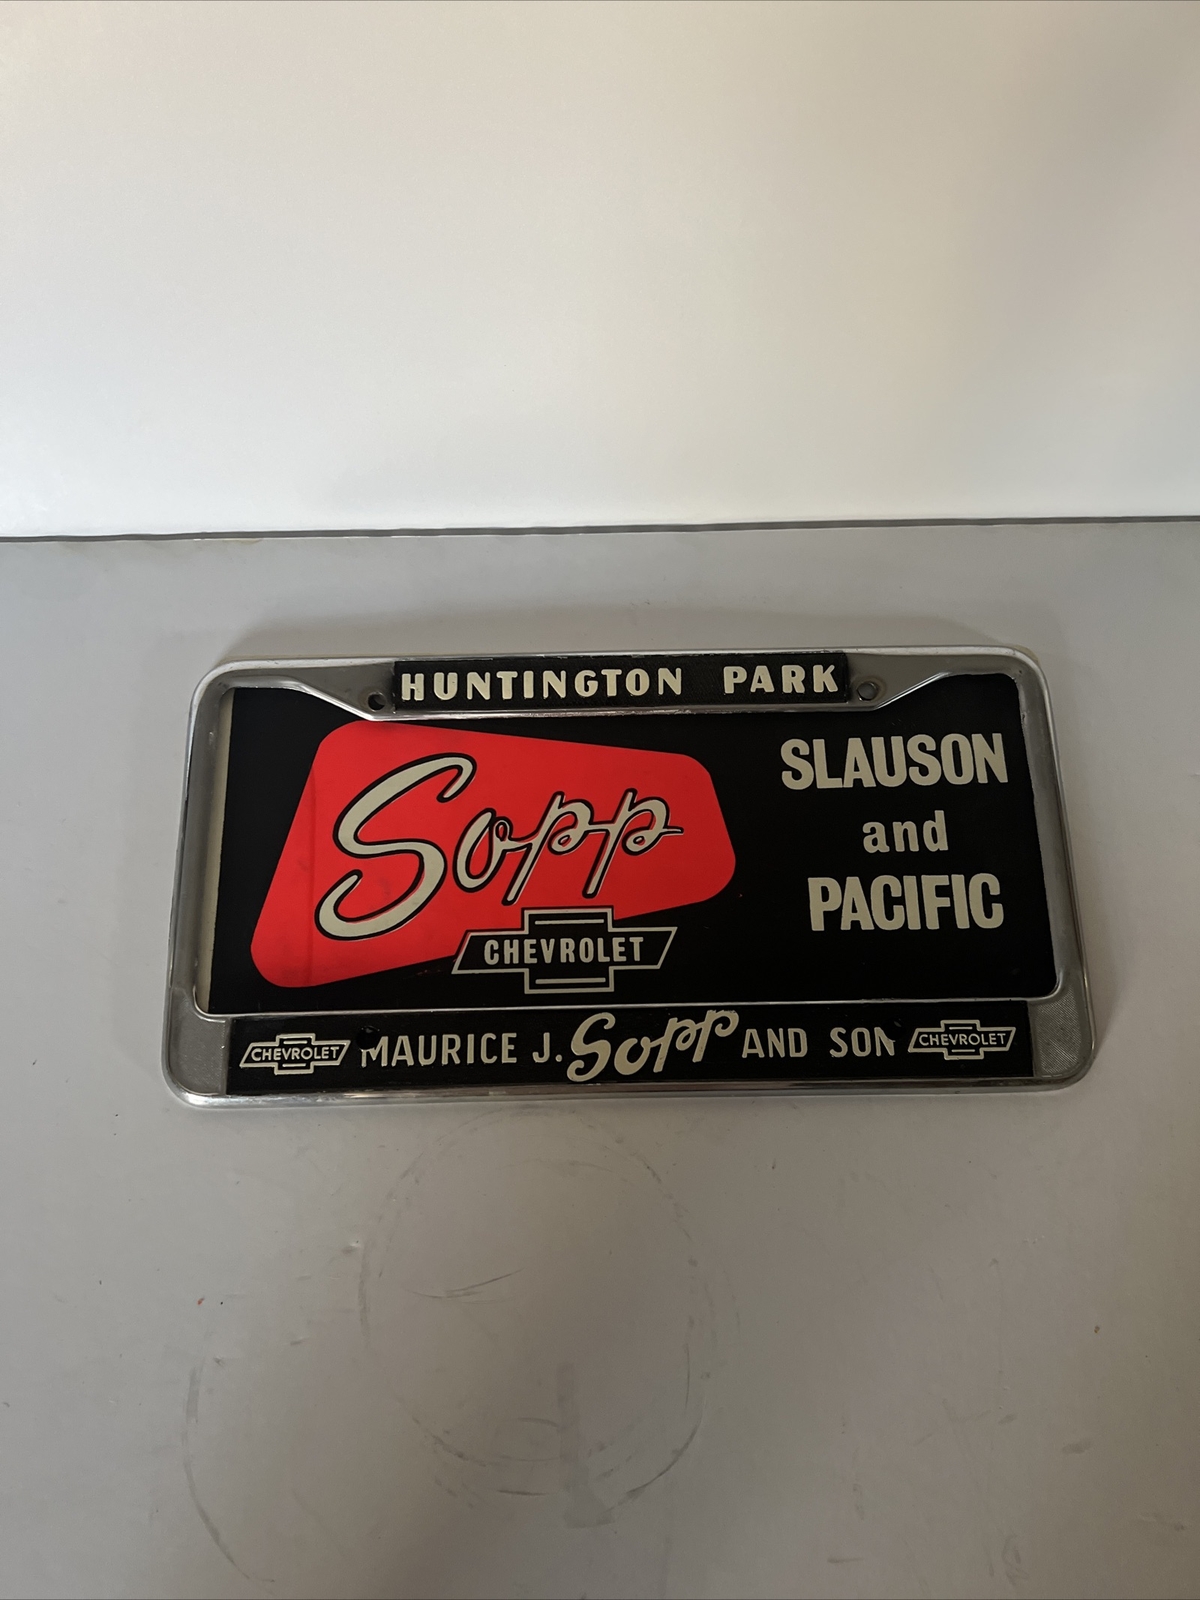 HUNTINGTON PARK
Sopp
CHEVROLET
SLAUSON
and
PACIFIC
CHEVROLET MAURICE J. Sopp AND SON CHEVROLET